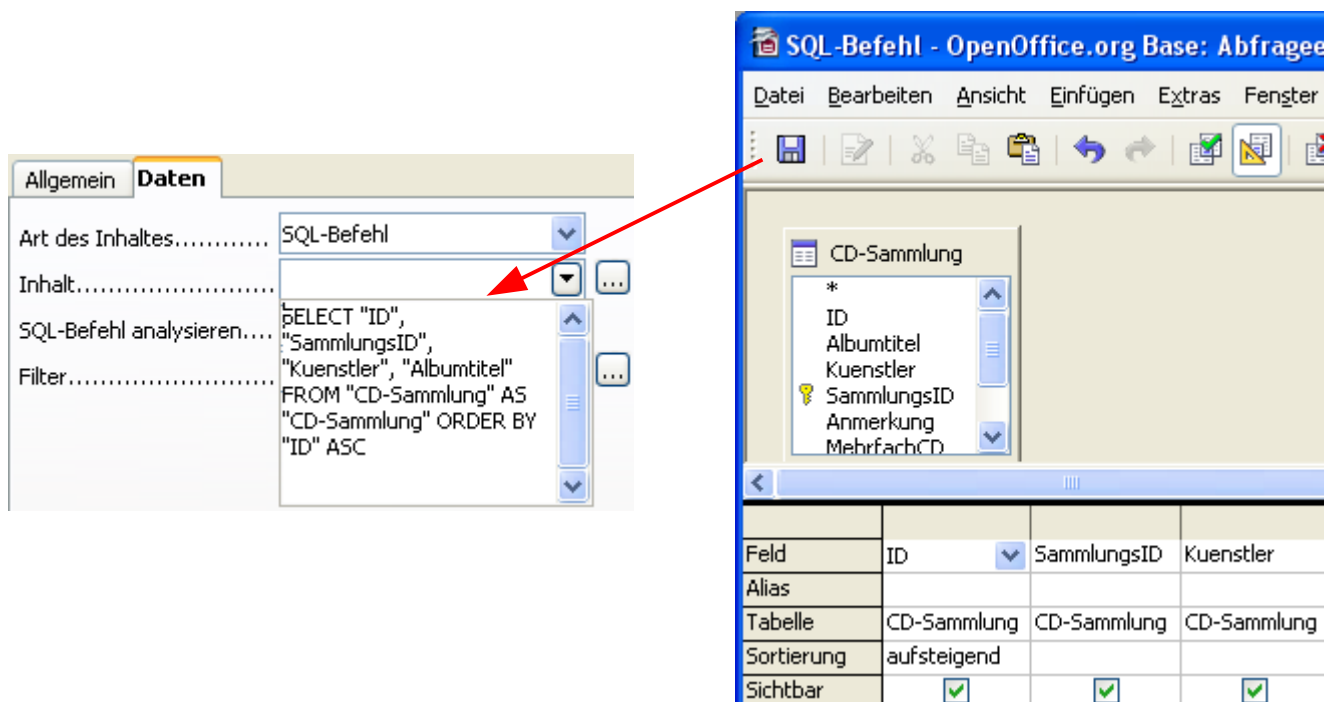 Allgemein Daten
Art des Inhaltes............ SQL-Befehl
Inhalt........................
SQL-Befehl analysieren....
Filter..........................
SELECT "ID",
"SammlungsID",
"Kuenstler", "Albumtitel"
FROM "CD-Sammlung" AS
"CD-Sammlung" ORDER BY
"ID" ASC
SQL-Befehl - OpenOffice.org Base:
Datei Bearbeiten Ansicht Einfügen Extras Fenster
CD-Sammlung
*
ID
Albumtitel
Kuenstler
SammlungsID
Anmerkung
MehrfachCD
Feld ID SammlungsID Kuenstler
Alias
Tabelle CD-Sammlung CD-Sammlung CD-Sammlung
Sortierung aufsteigend
Sichtbar